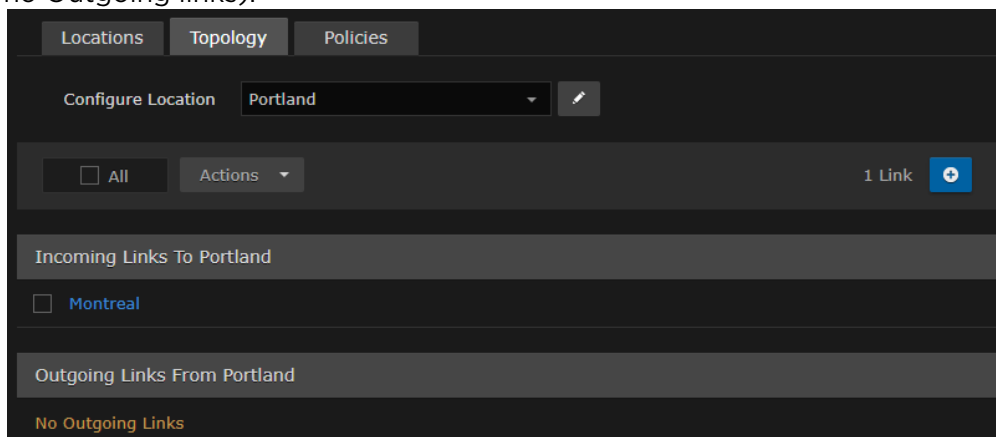 no Outgoing links).
Locations Topology Policies
Configure Location Portland
All Actions 1 Link
Incoming Links To Portland
Montreal
Outgoing Links From Portland
No Outgoing Links